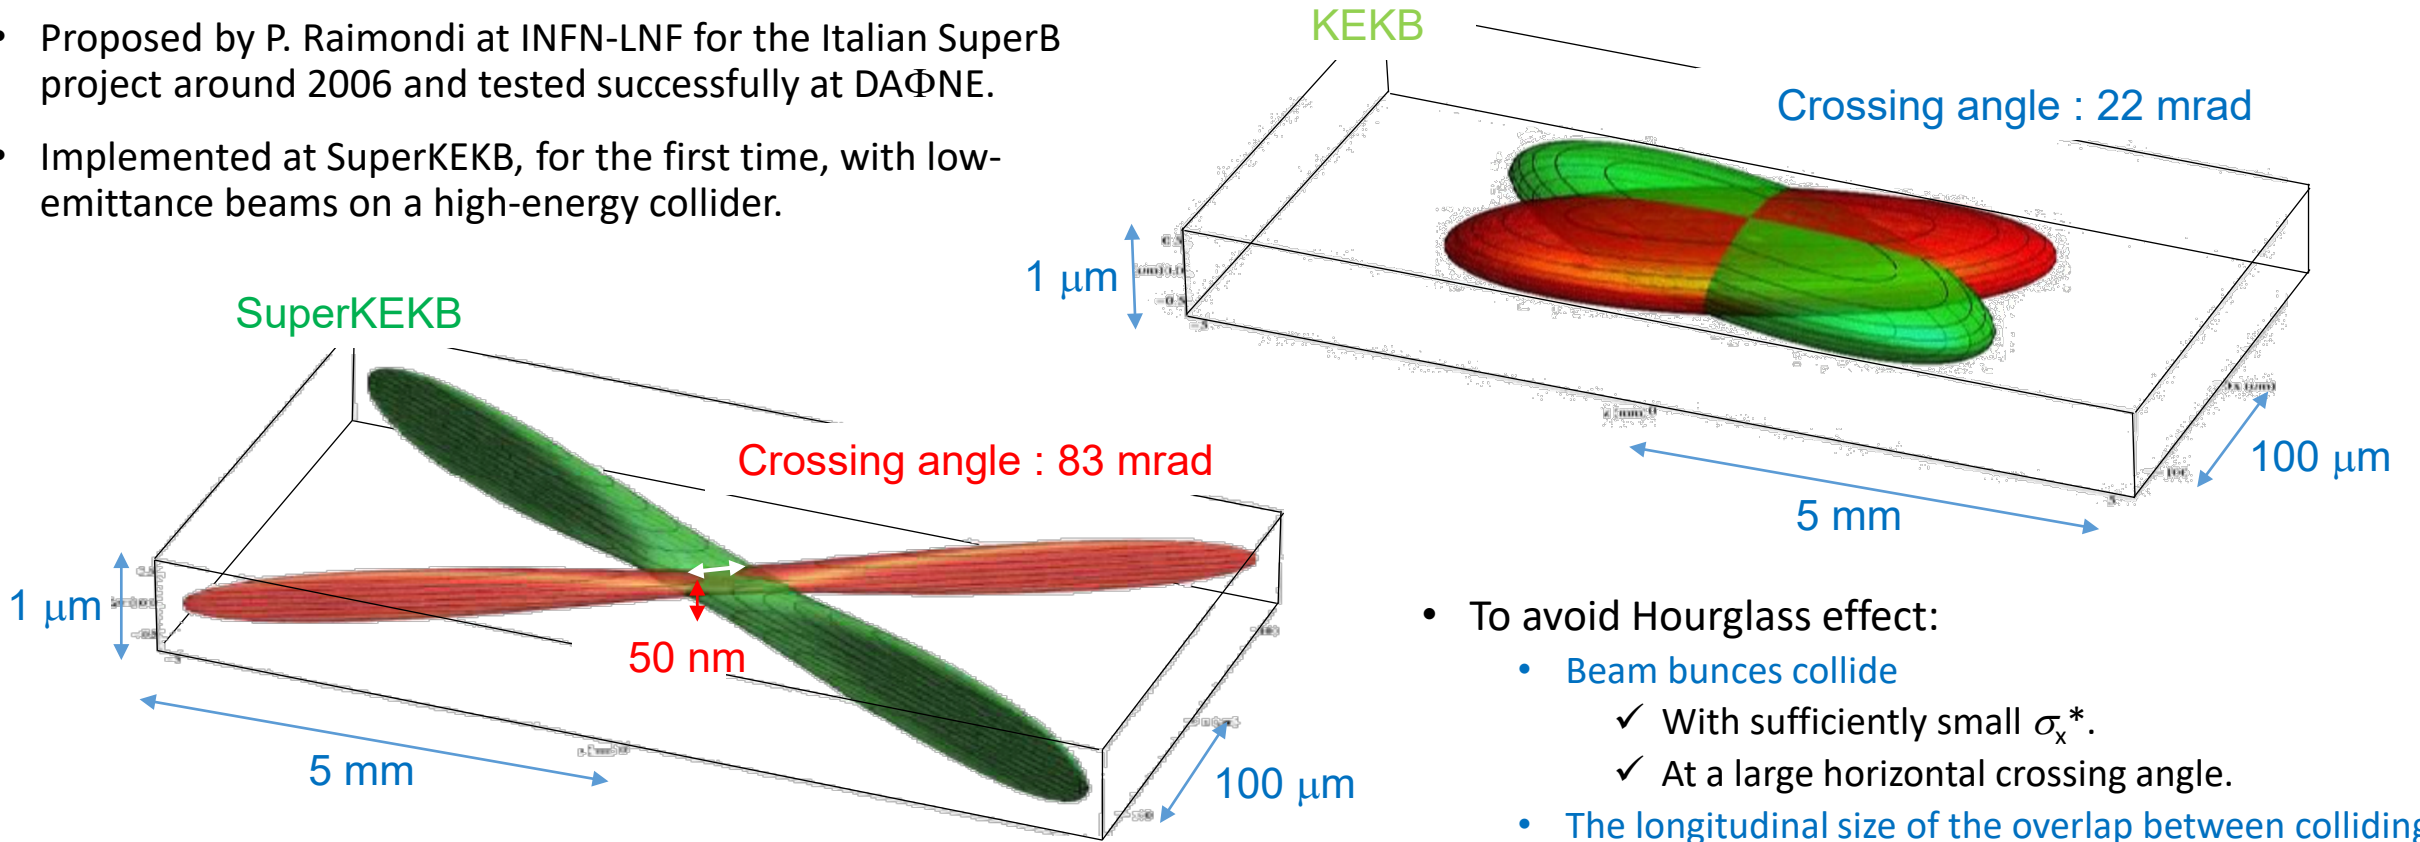 • Proposed by P. Raimondi at INFN-LNF for the Italian SuperB
project around 2006 and tested successfully at DAΦNE.
• Implemented at SuperKEKB, for the first time, with low-
emittance beams on a high-energy collider.
KEKB
Crossing angle : 22 mrad
1 μm
100 μm
5 mm
SuperKEKB
Crossing angle : 83 mrad
1 μm
50 nm
5 mm
100 μm
• To avoid Hourglass effect:
• Beam bunces collide
✓ With sufficiently small σx*.
✓ At a large horizontal crossing angle.
• The longitudinal size of the overlap between colliding